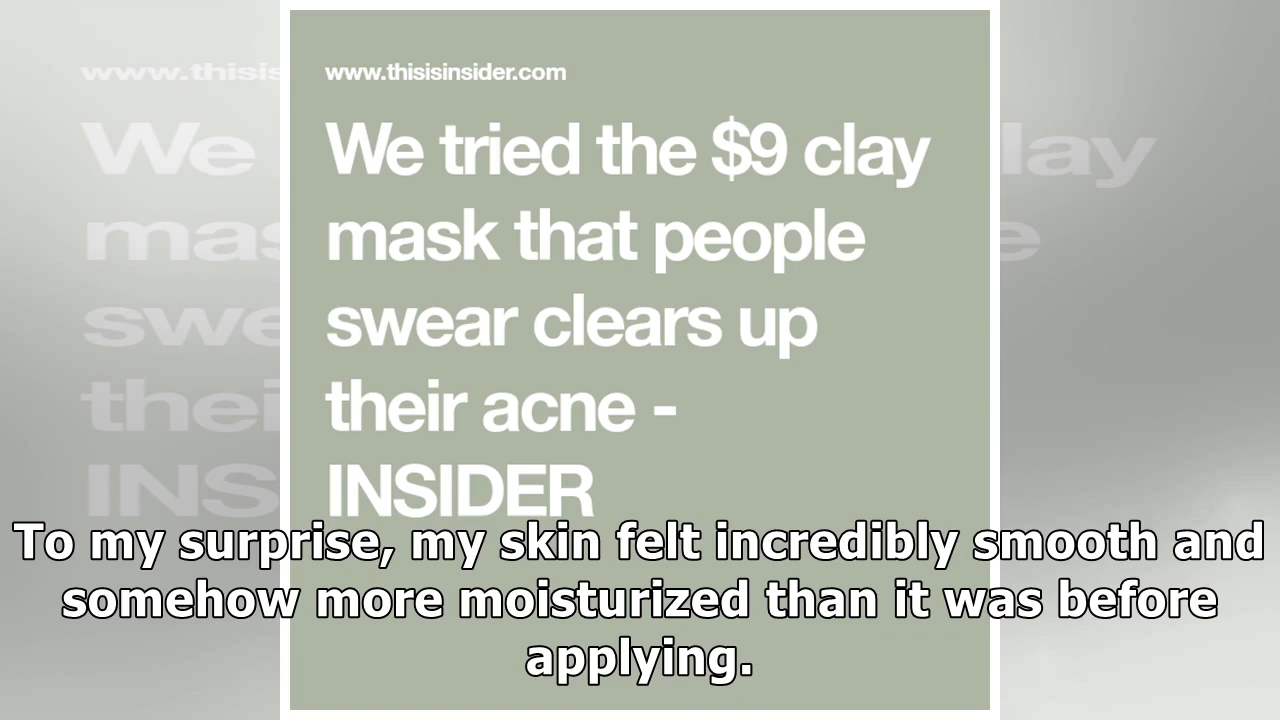 www.thisisinsider.com
We tried the $9 clay
mask that people
swear clears up
their acne -
INSIDER
To my surprise, my skin felt incredibly smooth and
somehow more moisturized than it was before
applying.